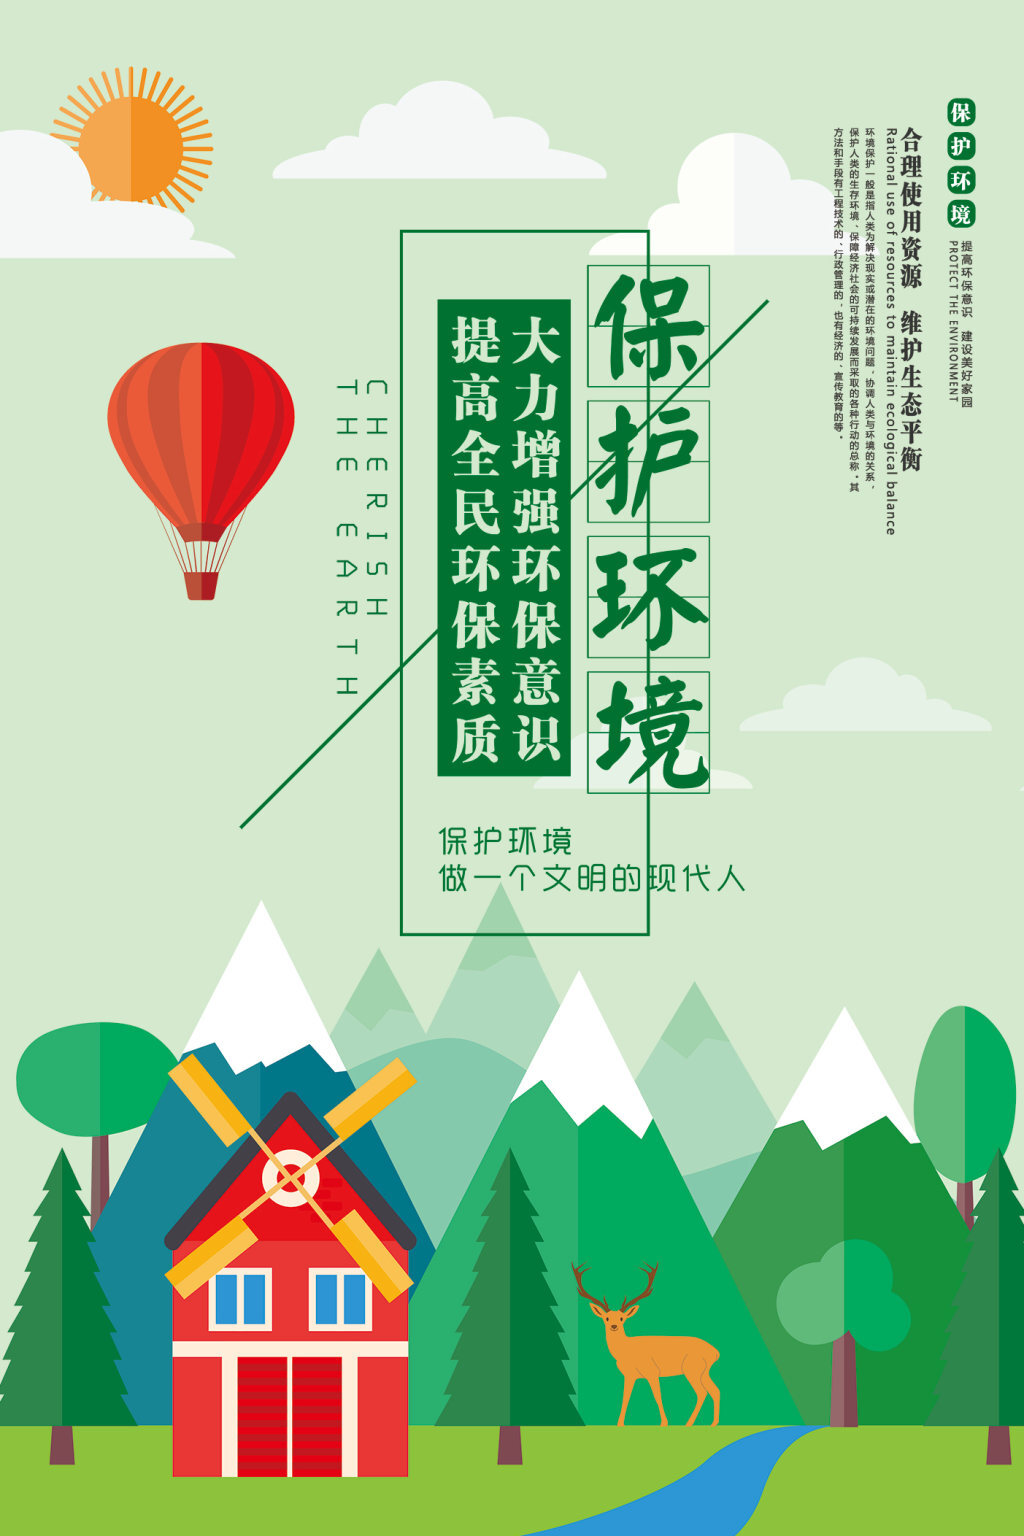 保护环境
提高环保意识 建设美好家园
PROTECT THE ENVIRONMENT
合理使用资源 维护生态平衡
Rational use of resources to maintain ecological balance
环境保护一般是指人类为解决现实或潜在的环境问题、协调人类与环境的关系、
保护人类的生存环境、保障经济社会的可持续发展而采取的各种行动的总称。其
方法和手段有工程技术的、行政管理的、也有经济的、宣传教育的等。
保护环境
大力增强环保意识
提高全民环保素质
CHERISH
THE EARTH
保护环境
做一个文明的现代人